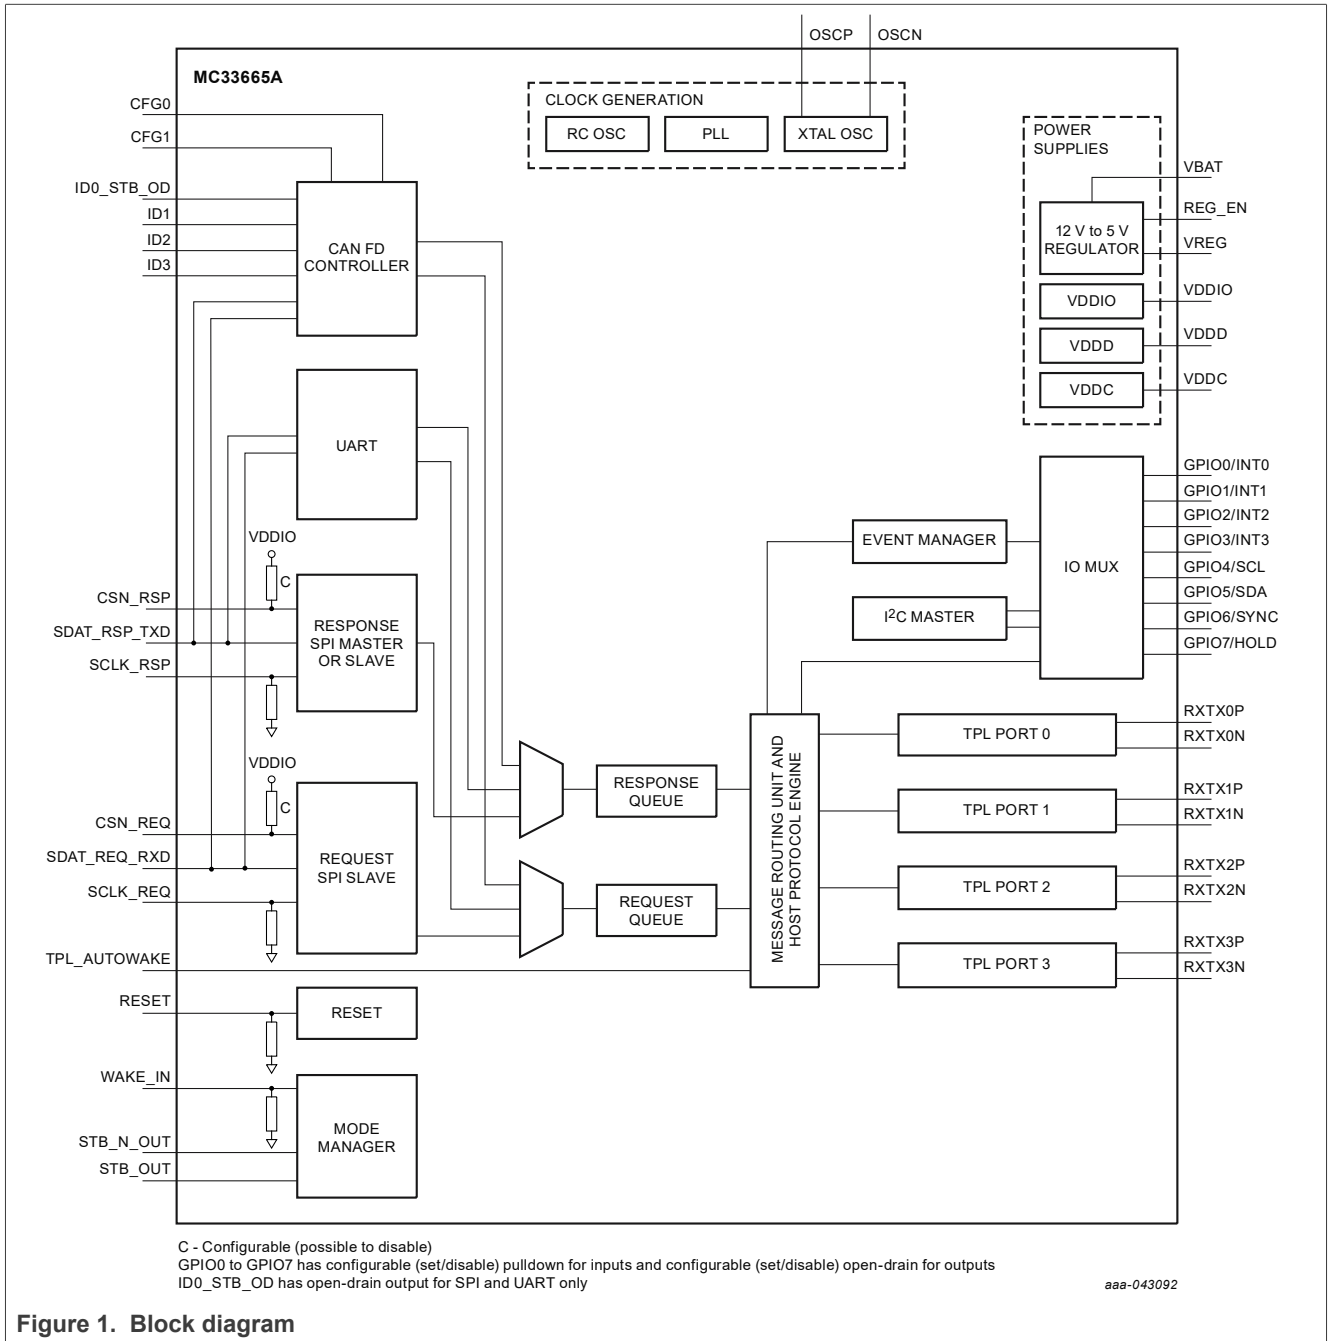 OSCP
OSCN
MC33665A
CFG0
CFG1
ID0_STB_OD
ID1
ID2
ID3
CAN FD
CONTROLLER
CLOCK GENERATION
RC OSC
PLL
XTAL OSC
POWER
SUPPLIES
12 V to 5 V
REGULATOR
VDDIO
VDDD
VDDC
VBAT
REG_EN
VREG
VDDIO
VDDD
VDDC
UART
VDDIO
C
CSN_RSP
SDAT_RSP_TXD
SCLK_RSP
RESPONSE
SPI MASTER
OR SLAVE
VDDIO
C
CSN_REQ
SDAT_REQ_RXD
SCLK_REQ
REQUEST
SPI SLAVE
TPL_AUTOWAKE
RESET
RESET
WAKE_IN
STB_N_OUT
STB_OUT
MODE
MANAGER
RESPONSE
QUEUE
REQUEST
QUEUE
MESSAGE ROUTING UNIT AND
HOST PROTOCOL ENGINE
EVENT MANAGER
I2C MASTER
IO MUX
GPIO0/INT0
GPIO1/INT1
GPIO2/INT2
GPIO3/INT3
GPIO4/SCL
GPIO5/SDA
GPIO6/SYNC
GPIO7/HOLD
TPL PORT 0
RXTX0P
RXTX0N
TPL PORT 1
RXTX1P
RXTX1N
TPL PORT 2
RXTX2P
RXTX2N
TPL PORT 3
RXTX3P
RXTX3N
C - Configurable (possible to disable)
GPIO0 to GPIO7 has configurable (set/disable) pulldown for inputs and configurable (set/disable) open-drain for outputs
ID0_STB_OD has open-drain output for SPI and UART only
aaa-043092
Figure 1. Block diagram